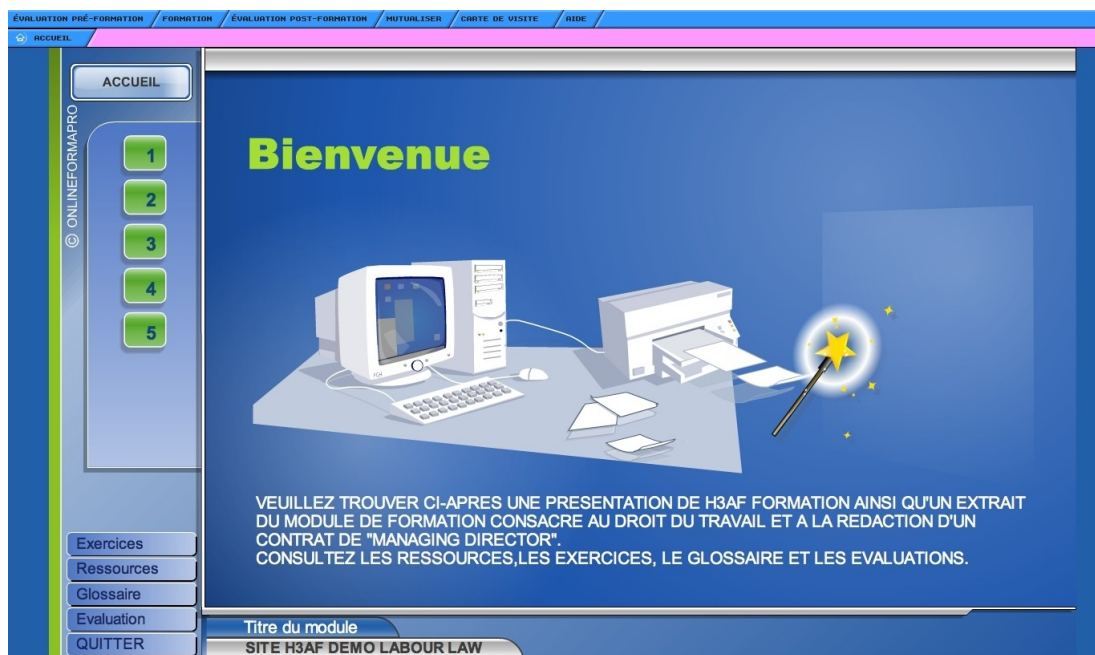 ÉVALUATION PRÉ-FORMATION FORMATION ÉVALUATION POST-FORMATION MUTUALISER CARTE DE VISITE AIDE
ACCUEIL
ACCUEIL
© ONLINEFORMAPRO
1
2
3
4
5
Bienvenue
VEUILLEZ TROUVER CI-APRES UNE PRESENTATION DE H3AF FORMATION AINSI QU'UN EXTRAIT
DU MODULE DE FORMATION CONSACRE AU DROIT DU TRAVAIL ET A LA REDACTION D'UN
CONTRAT DE "MANAGING DIRECTOR".
CONSULTEZ LES RESSOURCES,LES EXERCICES, LE GLOSSAIRE ET LES EVALUATIONS.
Exercices
Ressources
Glossaire
Evaluation
QUITTER
Titre du module
SITE H3AF DEMO LABOUR LAW